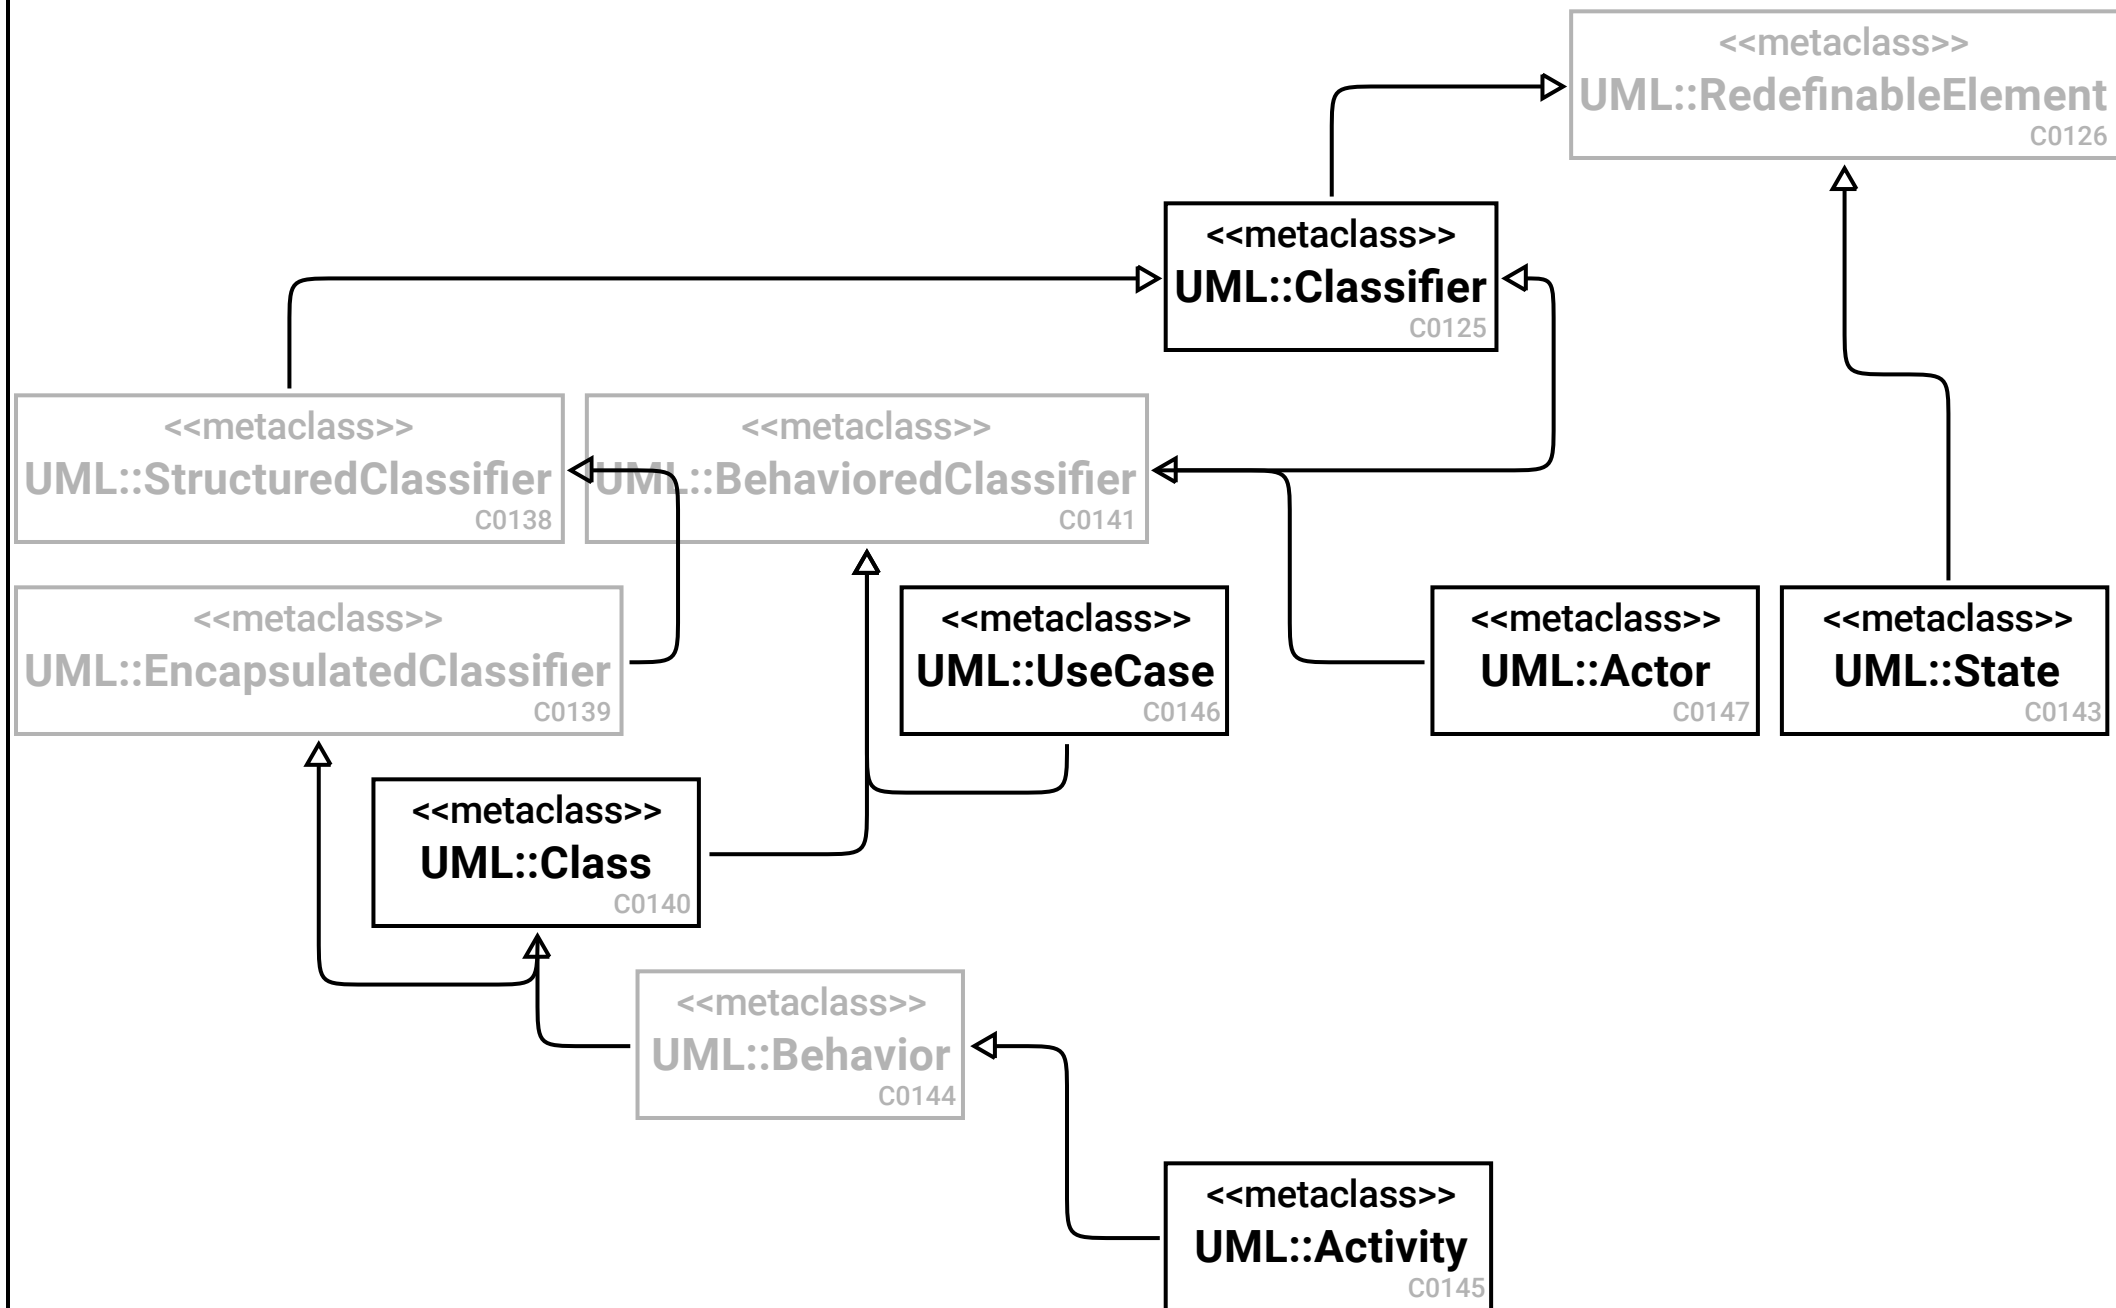 <<metaclass>>
UML::RedefinableElement
C0126
<<metaclass>>
UML::Classifier
C0125
<<metaclass>>
UML::StructuredClassifier
C0138
<<metaclass>>
UML::BehavioredClassifier
C0141
<<metaclass>>
UML::EncapsulatedClassifier
C0139
<<metaclass>>
UML::UseCase
C0146
<<metaclass>>
UML::Actor
C0147
<<metaclass>>
UML::State
C0143
<<metaclass>>
UML::Class
C0140
<<metaclass>>
UML::Behavior
C0144
<<metaclass>>
UML::Activity
C0145